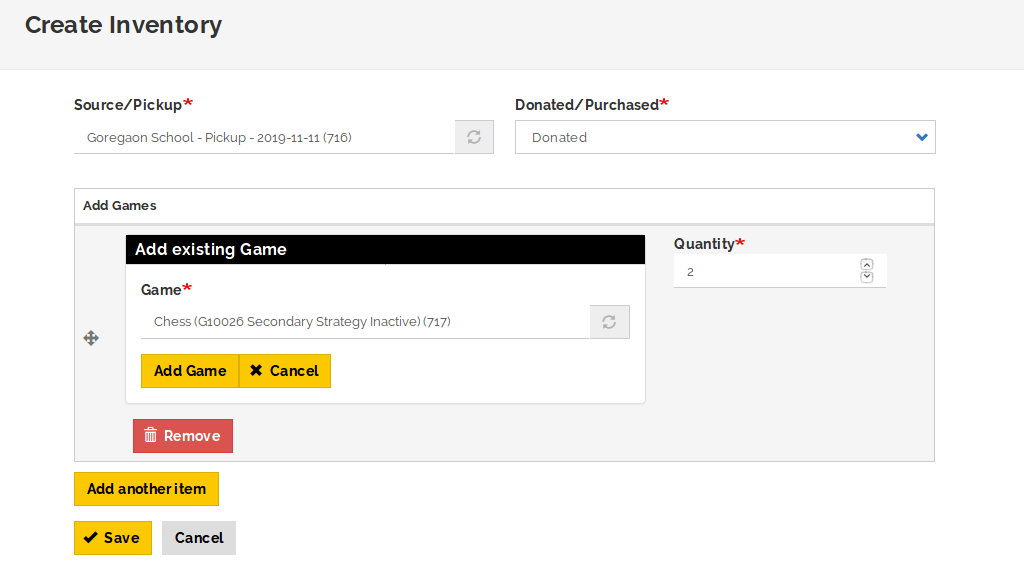 Create Inventory
Source/Pickup* Donated/Purchased*
Goregaon School - Pickup - 2019-11-11 (716) Donated
Add Games
Add existing Game Quantity*
2
Game*
Chess (G10026 Secondary Strategy Inactive) (717)
Add Game Cancel
Remove
Add another item
Save Cancel